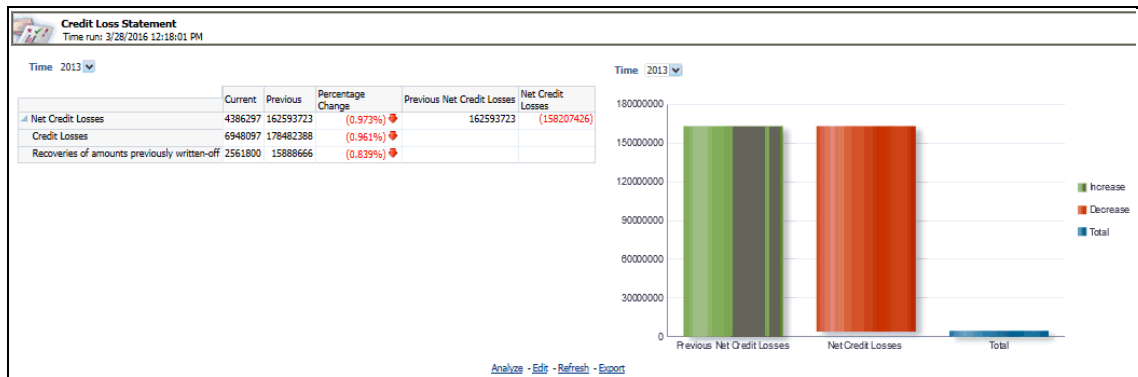 Credit Loss Statement
Time run: 3/28/2016 12:18:01 PM
Time 2013
Current Previous Percentage Change Previous Net Credit Losses Net Credit Losses
Net Credit Losses 4386297 162593723 (0.973%) 162593723 (158207426)
Credit Losses 6948097 178482388 (0.961%)
Recoveries of amounts previously written-off 2561800 15888666 (0.839%)
Time 2013
180000000
150000000
120000000
90000000
60000000
30000000
0
Previous Net Credit Losses Net Credit Losses Total
Increase
Decrease
Total
Analyze - Edit - Refresh - Export